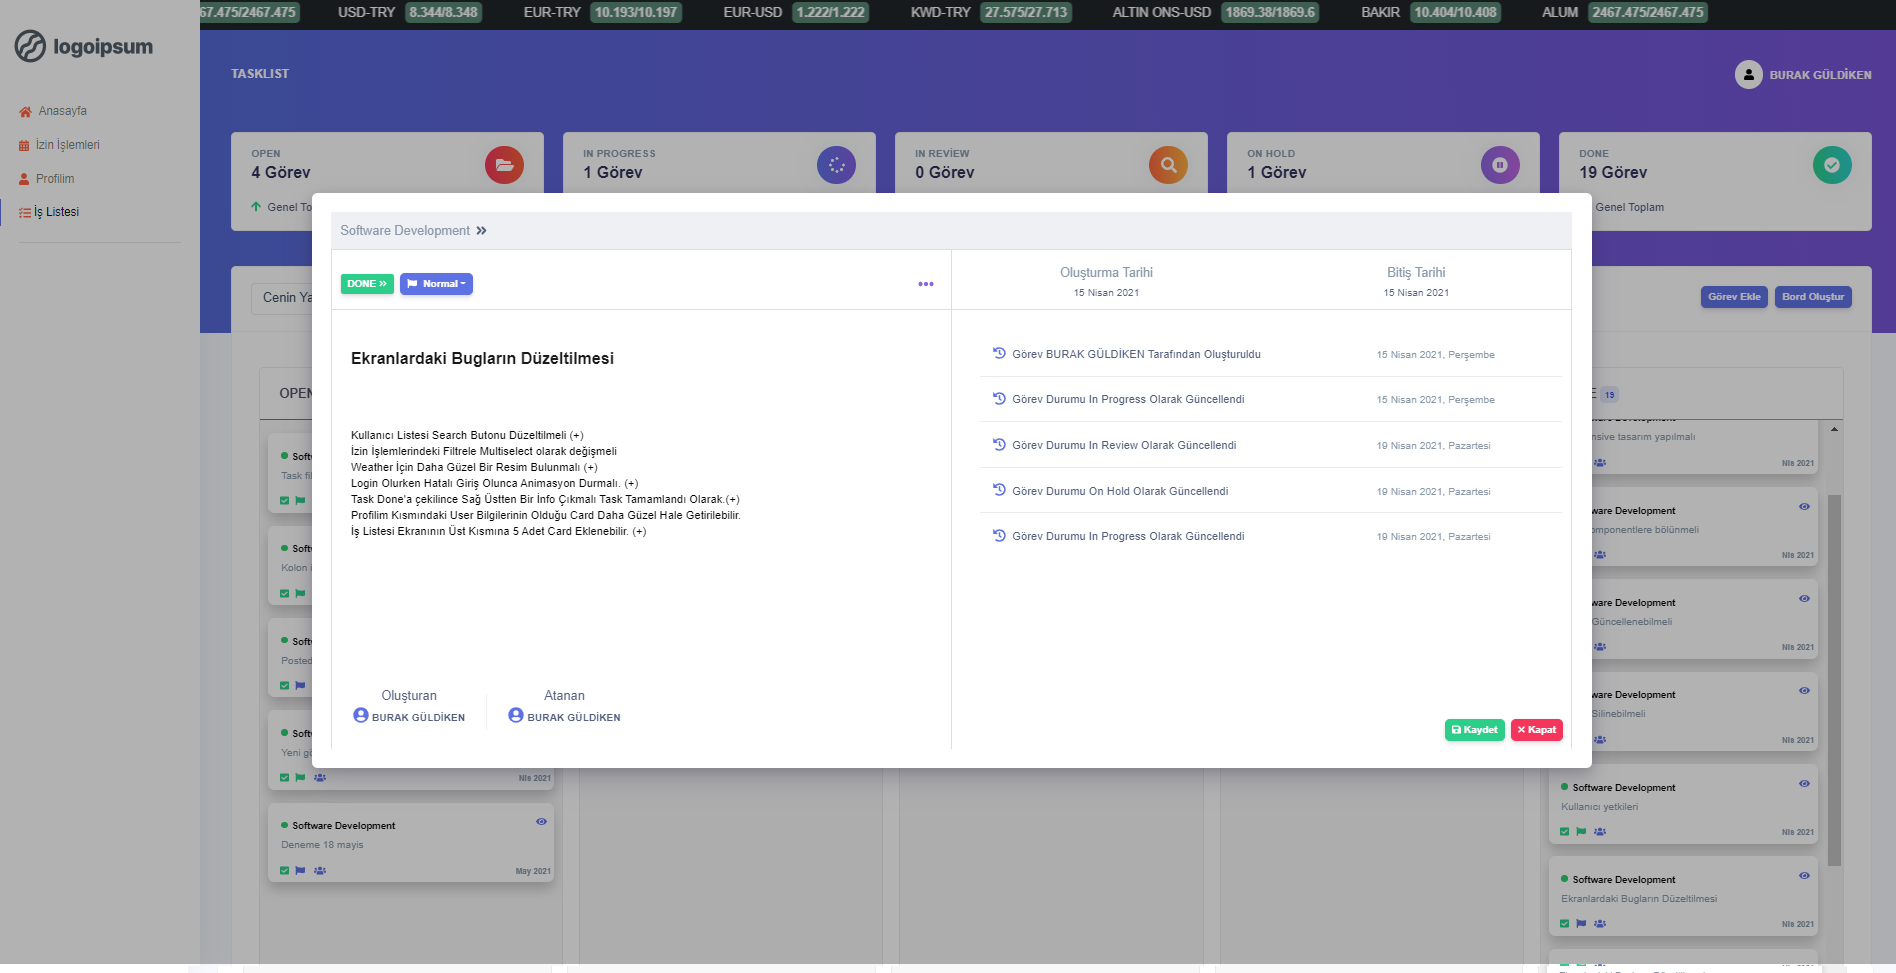 67.475/2467.475 USD-TRY 8.344/8.348 EUR-TRY 10.193/10.197 EUR-USD 1.222/1.222 KWD-TRY 27.575/27.713 ALTIN ONS-USD 1869.38/1869.6 BAKIR 10.404/10.408 ALUM 2467.475/2467.475
logoipsum
Anasayfa
İzin İşlemleri
Profilim
İş Listesi
TASKLIST
BURAK GÜLDİKEN
OPEN
4 Görev
Genel To
IN PROGRESS
1 Görev
IN REVİEW
0 Görev
ON HOLD
1 Görev
DONE
19 Görev
Genel Toplam
Cenin Ya
Görev Ekle
Bord Oluştur
Software Development
DONE
Normal
Oluşturma Tarihi
15 Nisan 2021
Bitiş Tarihi
15 Nisan 2021
Ekranlardaki Bugların Düzeltilmesi
Kullanıcı Listesi Search Butonu Düzeltilmeli (+)
İzin İşlemlerindeki Filtrele Multiselect olarak değişmeli
Weather İçin Daha Güzel Bir Resim Bulunmalı (+)
Login Olurken Hatalı Giriş Olunca Animasyon Durmalı. (+)
Task Done'a çekilince Sağ Üstten Bir İnfo Çıkmalı Task Tamamlandı Olarak.(+)
Profilim Kısmındaki User Bilgilerinin Olduğu Card Daha Güzel Hale Getirilebilir.
İş Listesi Ekranının Üst Kısmına 5 Adet Card Eklenebilir. (+)
Oluşturan
BURAK GÜLDİKEN
Atanan
BURAK GÜLDİKEN
Görev BURAK GÜLDİKEN Tarafından Oluşturuldu 15 Nisan 2021, Perşembe
Görev Durumu In Progress Olarak Güncellendi 15 Nisan 2021, Perşembe
Görev Durumu In Review Olarak Güncellendi 19 Nisan 2021, Pazartesi
Görev Durumu On Hold Olarak Güncellendi 19 Nisan 2021, Pazartesi
Görev Durumu In Progress Olarak Güncellendi 19 Nisan 2021, Pazartesi
Kaydet
Kapat
OPEN
Soft
Task fil
Soft
Kolon i
Soft
Posted
Soft
Yeni gö
Nis 2021
Software Development
Deneme 18 mayis
May 2021
E 19
ware Development
nsive tasarım yapılmalı
Nis 2021
ware Development
omponentlere bölünmeli
Nis 2021
ware Development
Güncellenebilmeli
Nis 2021
ware Development
Silinebilmeli
Nis 2021
Software Development
Kullanıcı yetkileri
Nis 2021
Software Development
Ekranlardaki Bugların Düzeltilmesi
Nis 2021